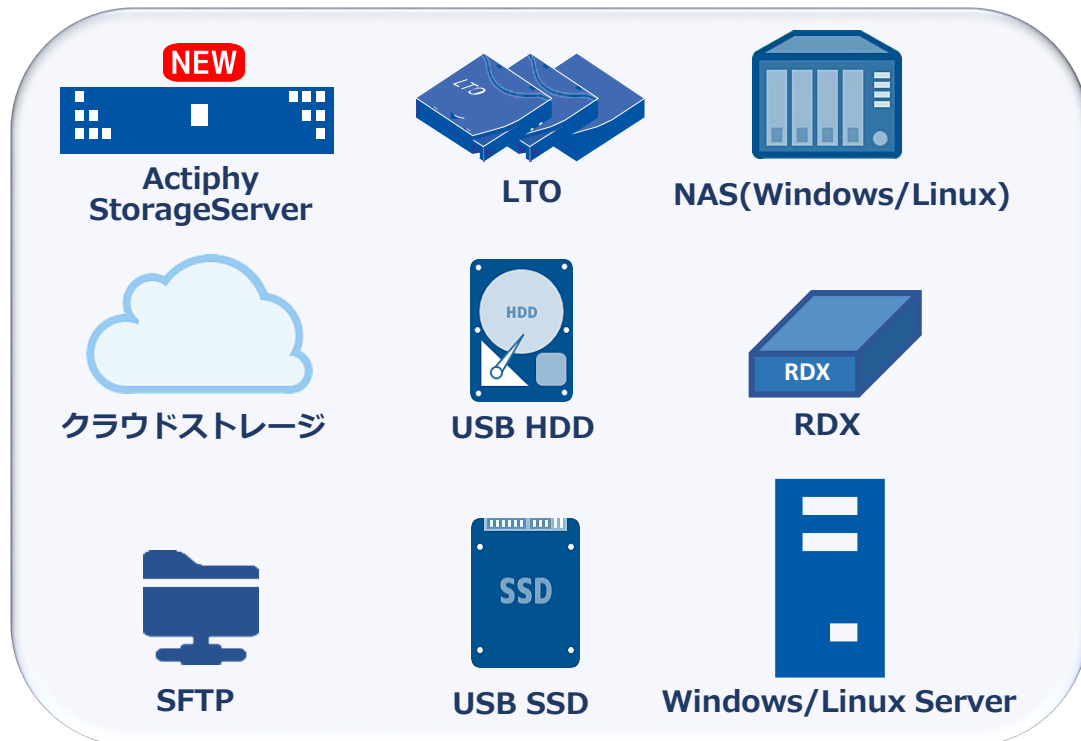 NEW
Actiphy
StorageServer
LTO
LTO
NAS(Windows/Linux)
クラウドストレージ
HDD
USB HDD
RDX
RDX
SFTP
SSD
USB SSD
Windows/Linux Server